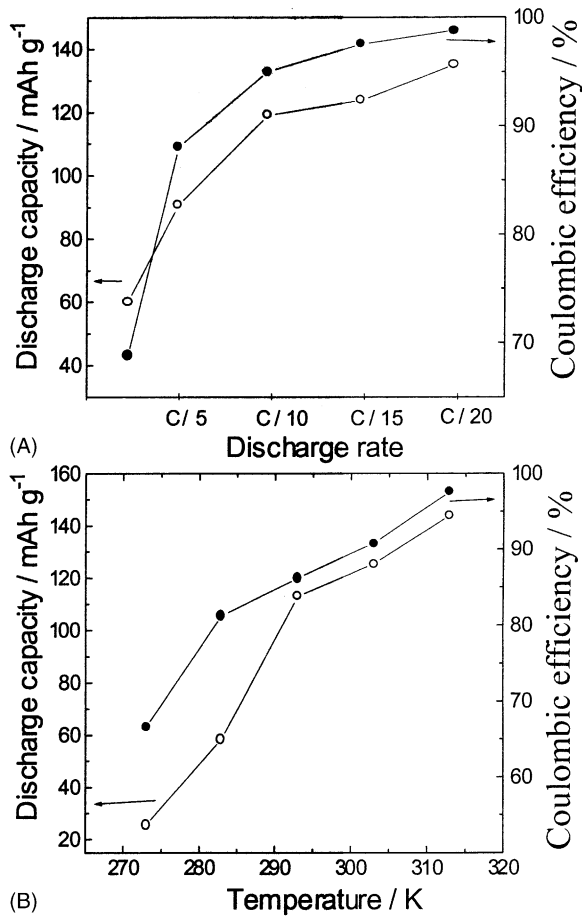 140
120
100
80
60
40
Discharge capacity / mAh g-1
100
90
80
70
Coulombic efficiency / %
C/5 C/10 C/15 C/20
(A) Discharge rate
160
140
120
100
80
60
40
20
Discharge capacity / mAh g-1
100
90
80
70
60
Coulombic efficiency / %
270 280 290 300 310 320
(B) Temperature / K